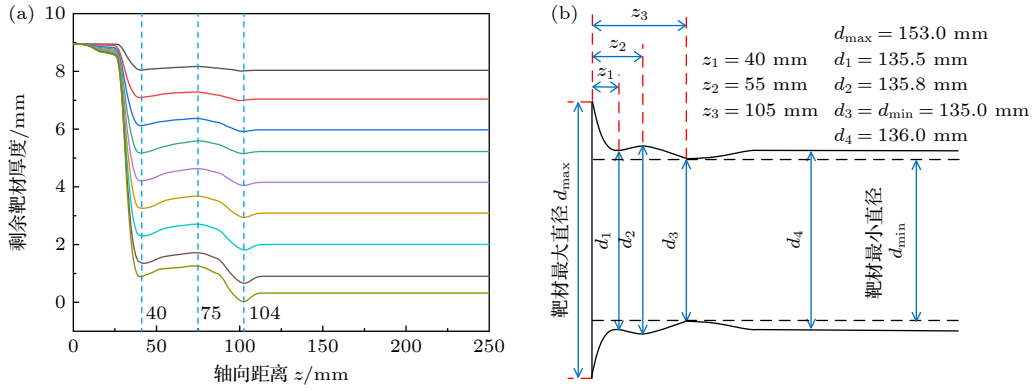 (a)
10
8
6
4
2
0
剩余靶材厚度/mm
40
75
104
0
50
100
150
200
250
轴向距离 z/mm
(b)
z3
z2
z1
z1 = 40 mm
z2 = 55 mm
z3 = 105 mm
dmax = 153.0 mm
d1 = 135.5 mm
d2 = 135.8 mm
d3 = dmin = 135.0 mm
d4 = 136.0 mm
靶材最大直径 dmax
d1
d2
d3
d4
靶材最小直径
dmin